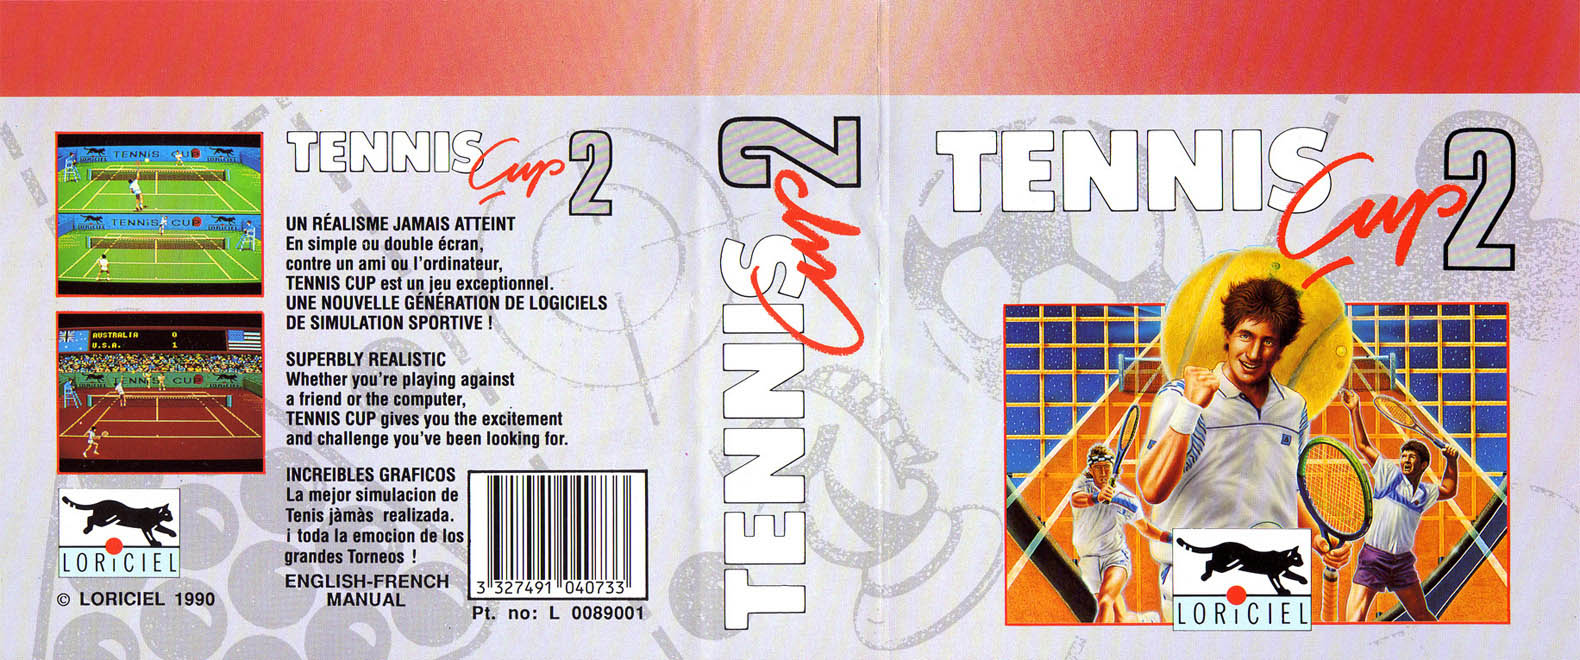 TENNiS CUP
LORICIEL
TENNiS CUP
LORICIEL
AUSTRALIA 0
U.S.A. 1
TENNiS CUP
LORiCiEL
© LORICIEL 1990
TENNIS
Cup 2
UN RÉALISME JAMAIS ATTEINT
En simple ou double écran,
contre un ami ou l'ordinateur,
TENNIS CUP est un jeu exceptionnel.
UNE NOUVELLE GÉNÉRATION DE LOGICIELS
DE SIMULATION SPORTIVE !
SUPERBLY REALISTIC
Whether you're playing against
a friend or the computer,
TENNIS CUP gives you the excitement
and challenge you've been looking for.
INCREIBLES GRAFICOS
La mejor simulacion de
Tenis jàmàs realizada.
i toda la emocion de los
grandes Torneos !
ENGLISH-FRENCH
MANUAL
3 327491 040733
Pt. no: L 0089001
TENNIS Cup 2
TENNIS
Cup 2
LORiCiEL